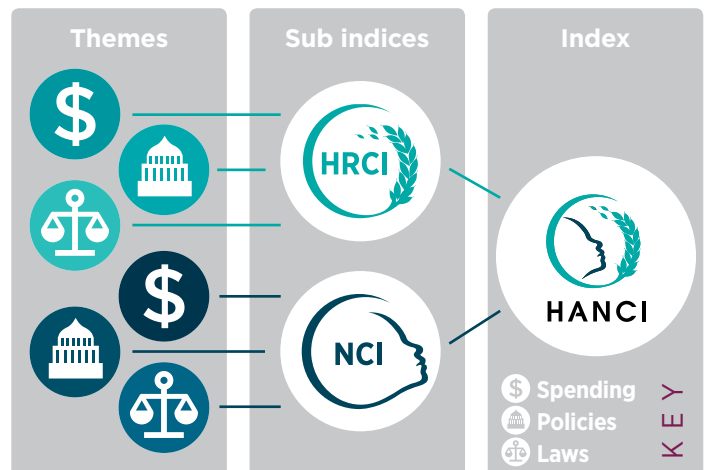 Themes
Sub indices
Index
$
HRCI
$
NCI
HANCI
$ Spending
Policies
Laws
KEY